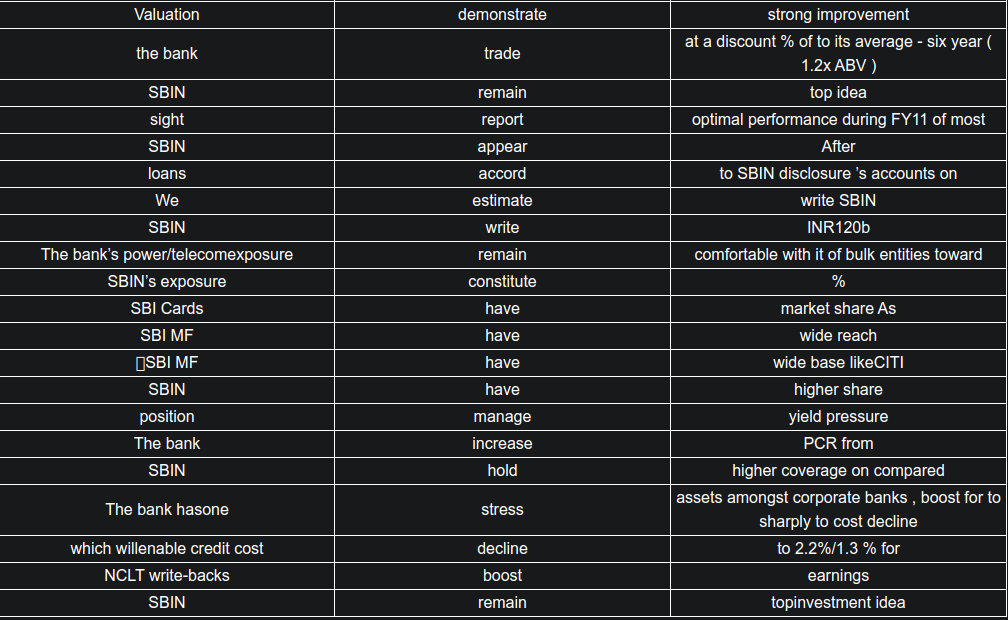 Valuation demonstrate strong improvement
the bank trade at a discount % of to its average - six year (
1.2x ABV )
SBIN remain top idea
sight report optimal performance during FY11 of most
SBIN appear After
loans accord to SBIN disclosure ’s accounts on
We estimate write SBIN
SBIN write INR120b
The bank’s power/telecomexposure remain comfortable with it of bulk entities toward
SBIN’s exposure constitute %
SBI Cards have market share As
SBI MF have wide reach
▯SBI MF have wide base likeCITI
SBIN have higher share
position manage yield pressure
The bank increase PCR from
SBIN hold higher coverage on compared
The bank hasone stress assets amongst corporate banks , boost for to
sharply to cost decline
which willenable credit cost decline to 2.2%/1.3 % for
NCLT write-backs boost earnings
SBIN remain topinvestment idea